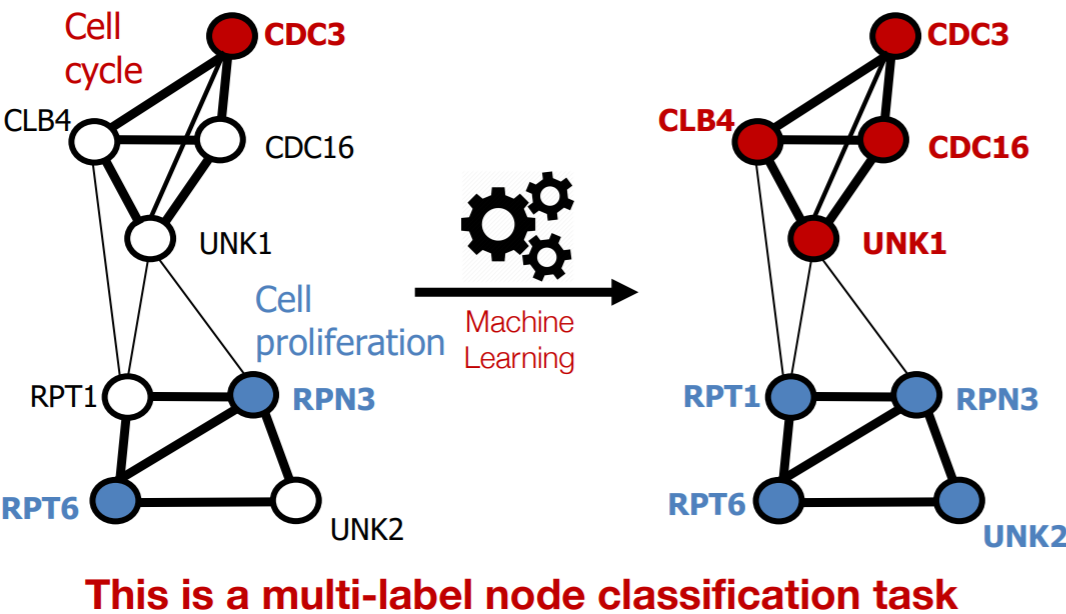 Cell
cycle
CDC3
CLB4
CDC16
UNK1
Cell
proliferation
RPT1
RPN3
RPT6
UNK2
Machine
Learning
CDC3
CLB4
CDC16
UNK1
RPT1
RPN3
RPT6
UNK2
This is a multi-label node classification task